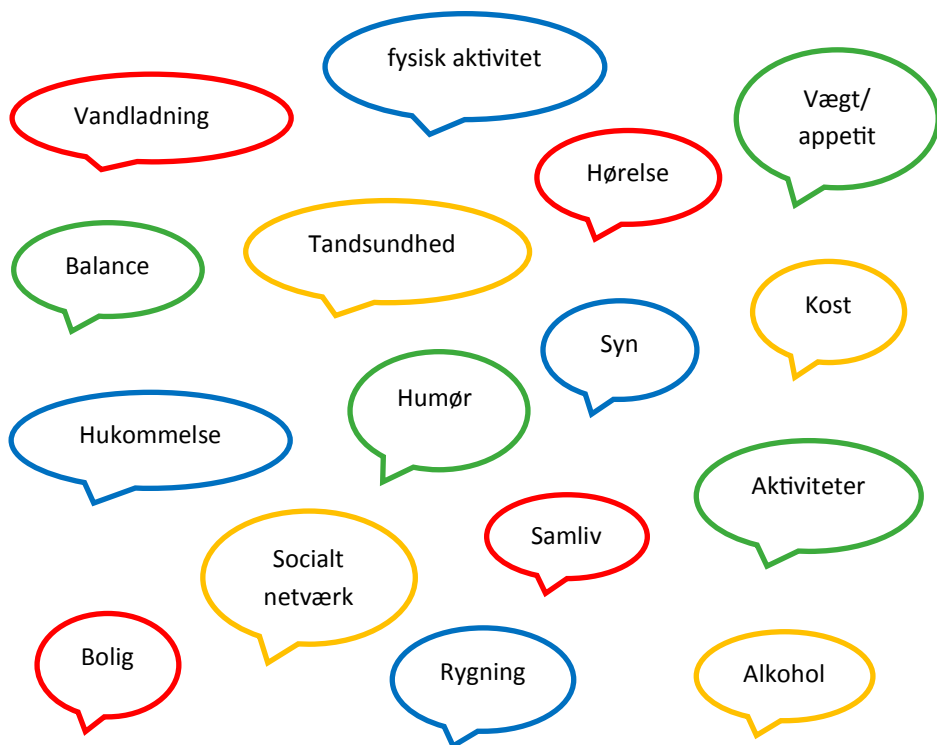 fysisk aktivitet
Vandladning
Vægt/
appetit
Hørelse
Tandsundhed
Balance
Kost
Syn
Humør
Hukommelse
Aktiviteter
Samliv
Socialt
netværk
Bolig
Rygning
Alkohol